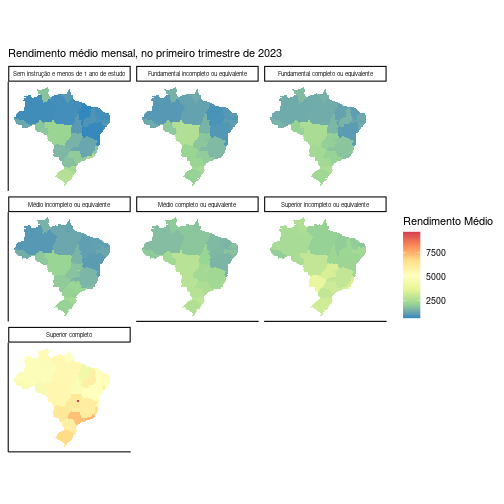 Rendimento médio mensal, no primeiro trimestre de 2023
Sem instrução e menos de 1 ano de estudo
Fundamental incompleto ou equivalente
Fundamental completo ou equivalente
Médio incompleto ou equivalente
Médio completo ou equivalente
Superior incompleto ou equivalente
Rendimento Médio
7500
5000
2500
Superior completo